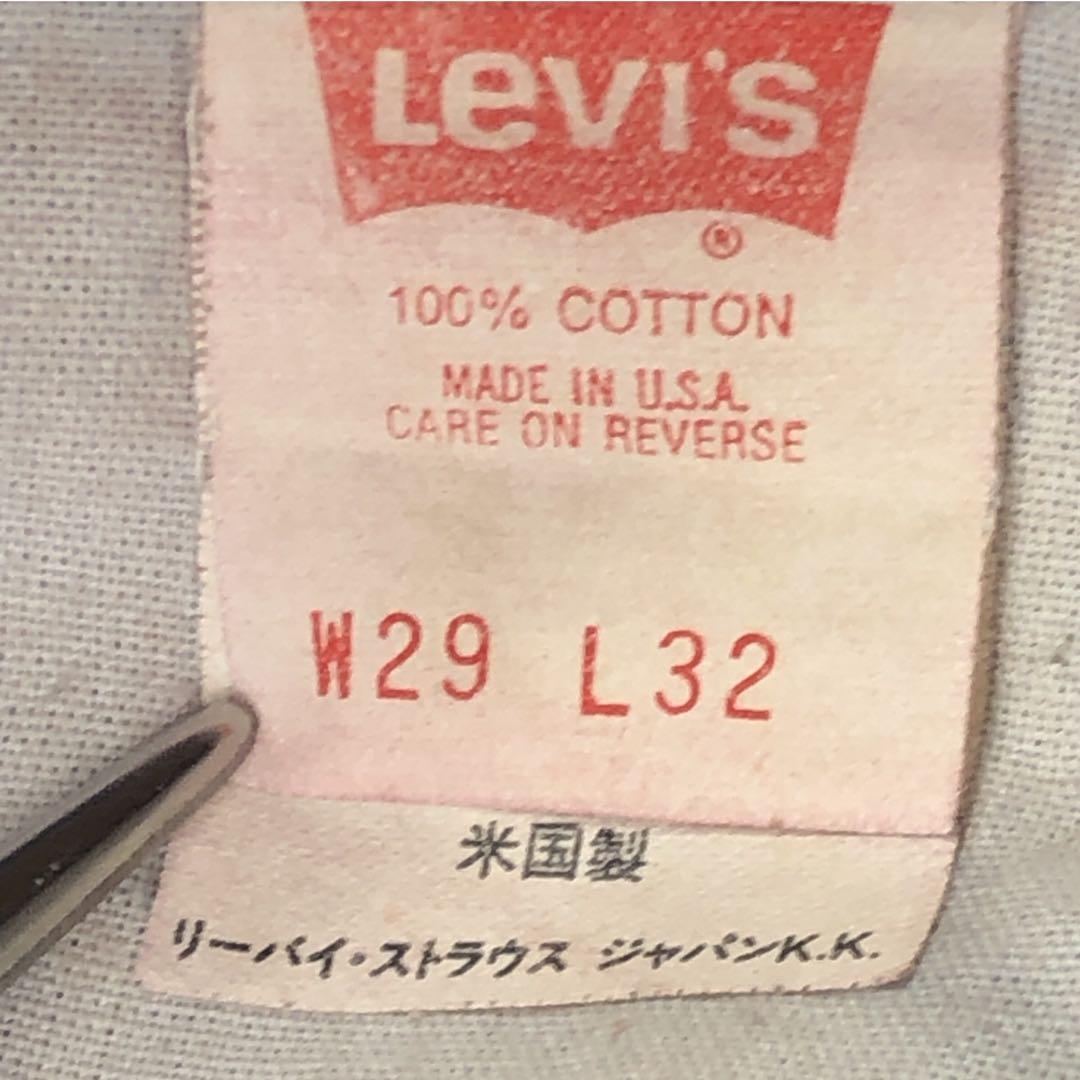 Levi's
®
100% COTTON
MADE IN U.S.A.
CARE ON REVERSE
W29 L32
米国製
リーバイ・ストラウス ジャパンK.K.